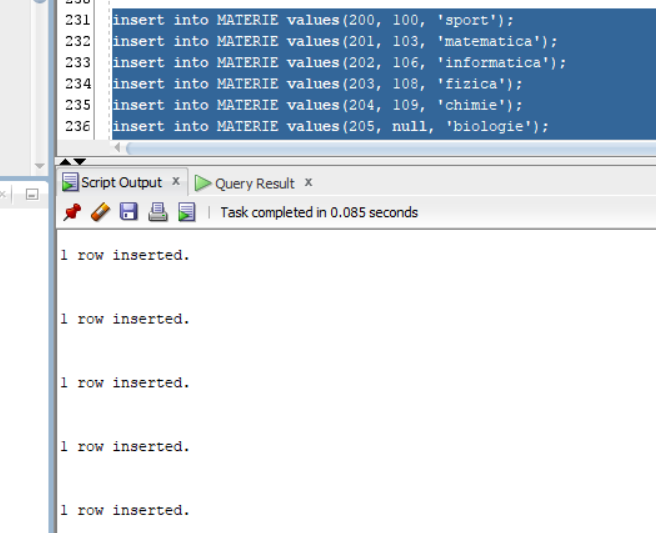 231 insert into MATERIE values(200, 100, 'sport');
232 insert into MATERIE values(201, 103, 'matematica');
233 insert into MATERIE values(202, 106, 'informatica');
234 insert into MATERIE values(203, 108, 'fizica');
235 insert into MATERIE values(204, 109, 'chimie');
236 insert into MATERIE values(205, null, 'biologie');
Script Output x Query Result x
Task completed in 0.085 seconds
1 row inserted.
1 row inserted.
1 row inserted.
1 row inserted.
1 row inserted.